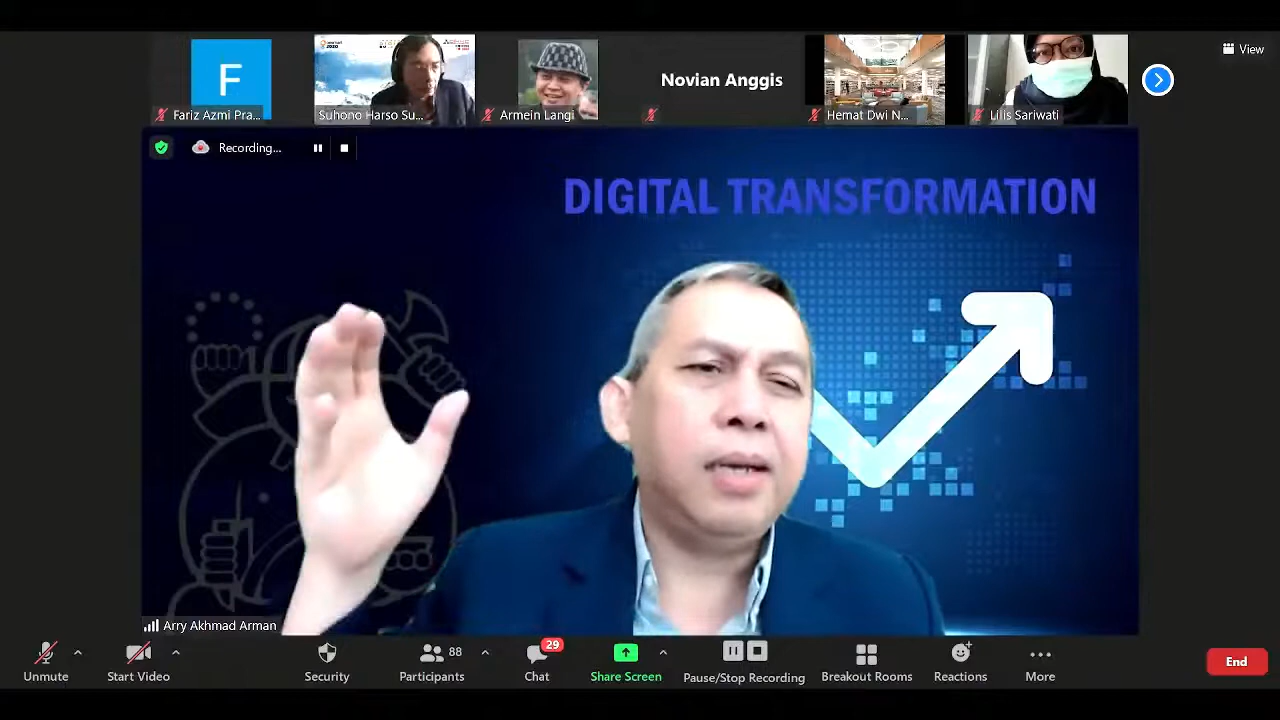 F
Fariz Azmi Pra...
Suhono Harso Su...
Armein Langi
Novian Anggis
Hemat Dwi N...
Lilis Sariwati
View
Recording...
DIGITAL TRANSFORMATION
Arry Akhmad Arman
Unmute
Start Video
Security
88
Participants
29
Chat
Share Screen
Pause/Stop Recording
Breakout Rooms
Reactions
More
End